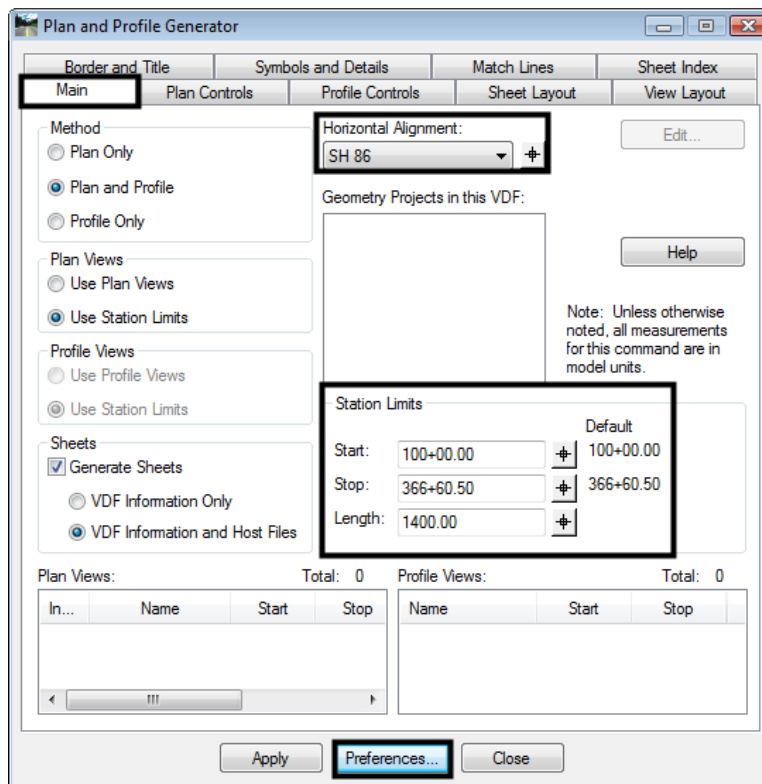 Plan and Profile Generator
Border and Title
Symbols and Details
Match Lines
Sheet Index
Main
Plan Controls
Profile Controls
Sheet Layout
View Layout
Method
Plan Only
Plan and Profile
Profile Only
Plan Views
Use Plan Views
Use Station Limits
Profile Views
Use Profile Views
Use Station Limits
Sheets
Generate Sheets
VDF Information Only
VDF Information and Host Files
Horizontal Alignment:
SH 86
Geometry Projects in this VDF:
Edit...
Help
Note: Unless otherwise
noted, all measurements
for this command are in
model units.
Station Limits
Default
Start: 100+00.00 100+00.00
Stop: 366+60.50 366+60.50
Length: 1400.00
Plan Views: Total: 0
In... Name Start Stop
Profile Views: Total: 0
Name Start Stop
Apply
Preferences...
Close